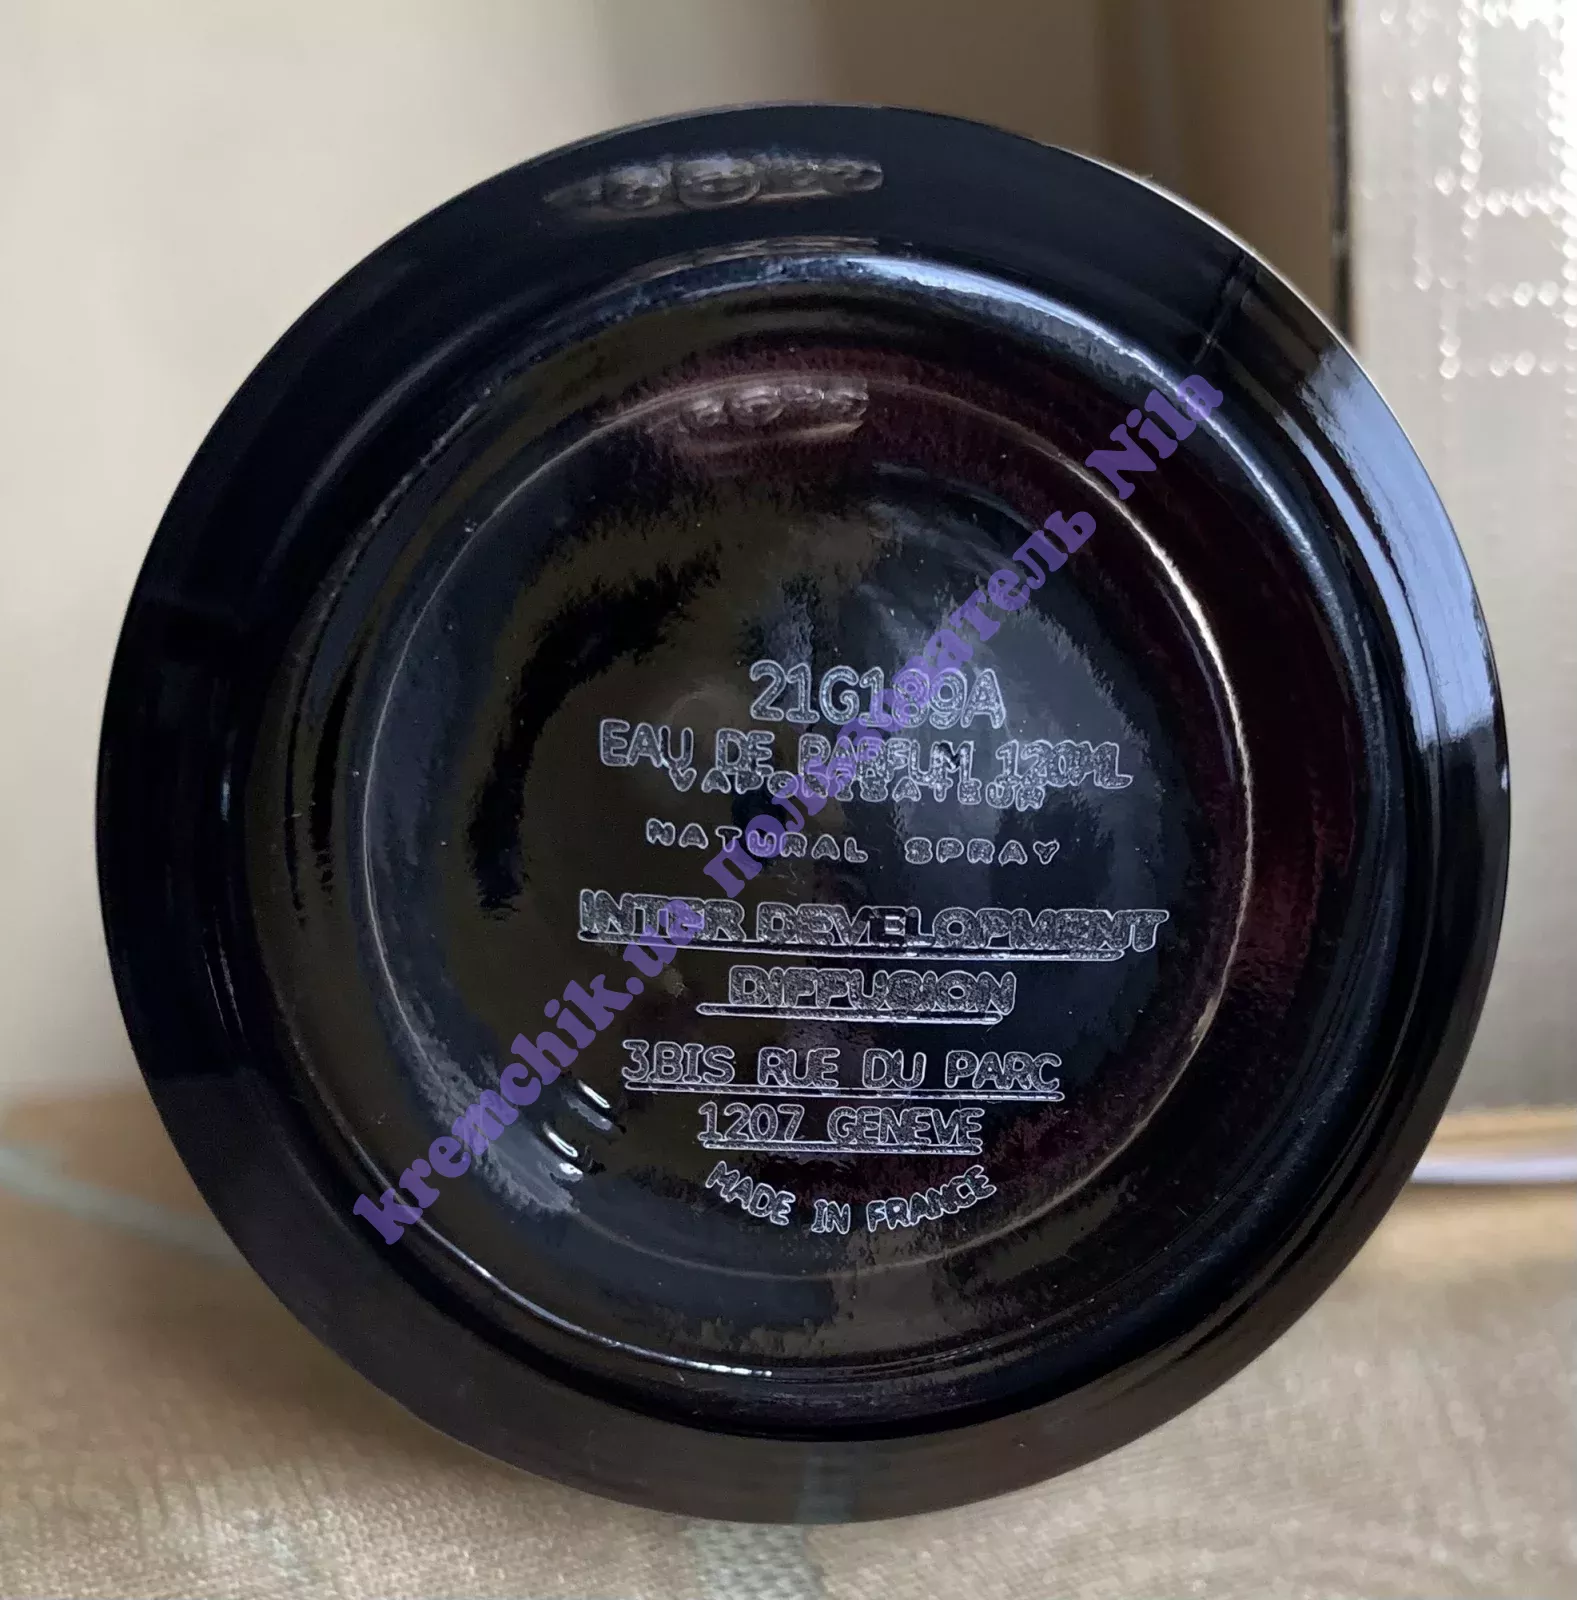 21G189A
EAU DE PARFUM 120ML
VAPORISATEUR
NATURAL SPRAY
INTER DEVELOPMENT
DIFFUSION
3BIS RUE DU PARC
1207 GENEVE
MADE IN FRANCE
kremchik.ua пользователь Nila